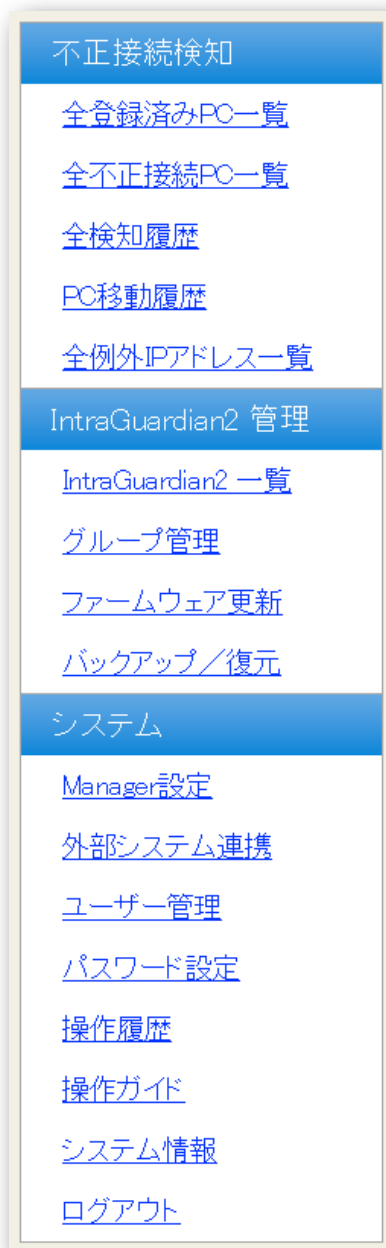 不正接続検知
全登録済みPC一覧
全不正接続PC一覧
全検知履歴
PC移動履歴
全例外IPアドレス一覧
IntraGuardian2 管理
IntraGuardian2 一覧
グループ管理
ファームウェア更新
バックアップ／復元
システム
Manager設定
外部システム連携
ユーザー管理
パスワード設定
操作履歴
操作ガイド
システム情報
ログアウト